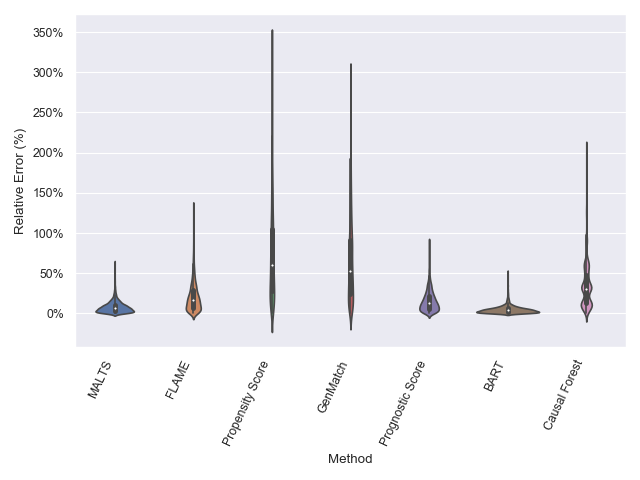 350%
300%
250%
200%
150%
100%
50%
0%
Relative Error (%)
MALTS
FLAME
Propensity Score
GenMatch
Prognostic Score
BART
Causal Forest
Method